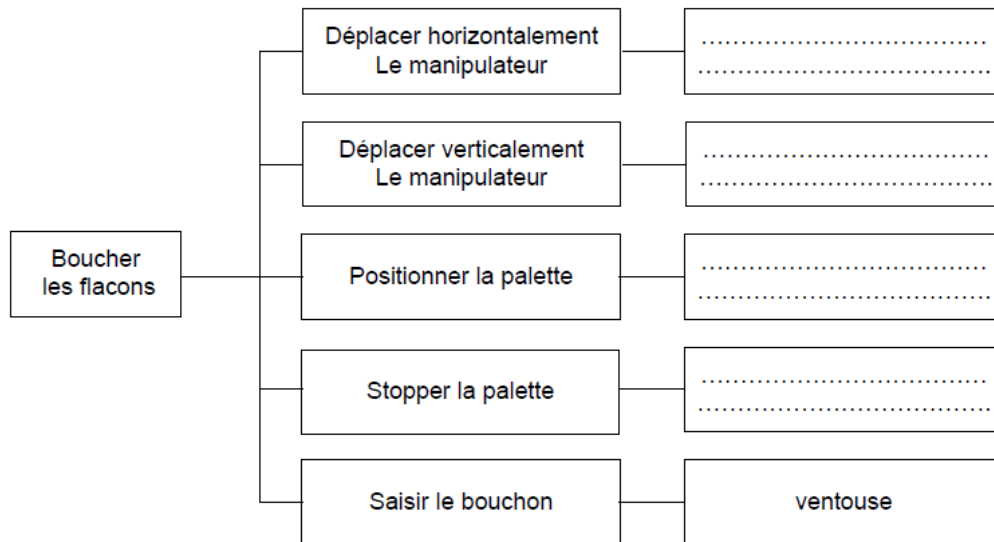 Déplacer horizontalement
Le manipulateur
....................................
.....................................
Déplacer verticalement
Le manipulateur
....................................
.....................................
Boucher
les flacons
Positionner la palette
....................................
.....................................
Stopper la palette
....................................
.....................................
Saisir le bouchon
ventouse